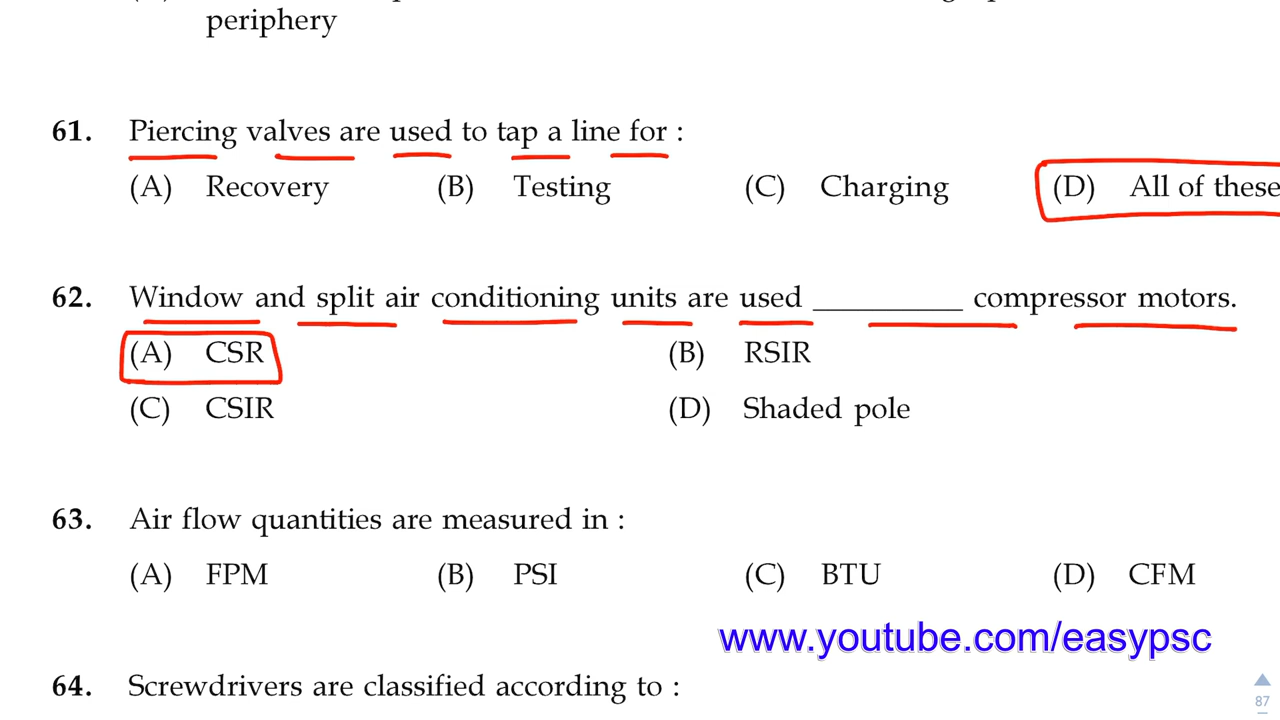 periphery
61. Piercing valves are used to tap a line for :
(A) Recovery (B) Testing (C) Charging (D) All of these
62. Window and split air conditioning units are used __________ compressor motors.
(A) CSR (B) RSIR
(C) CSIR (D) Shaded pole
63. Air flow quantities are measured in :
(A) FPM (B) PSI (C) BTU (D) CFM
www.youtube.com/easypsc
64. Screwdrivers are classified according to :
87